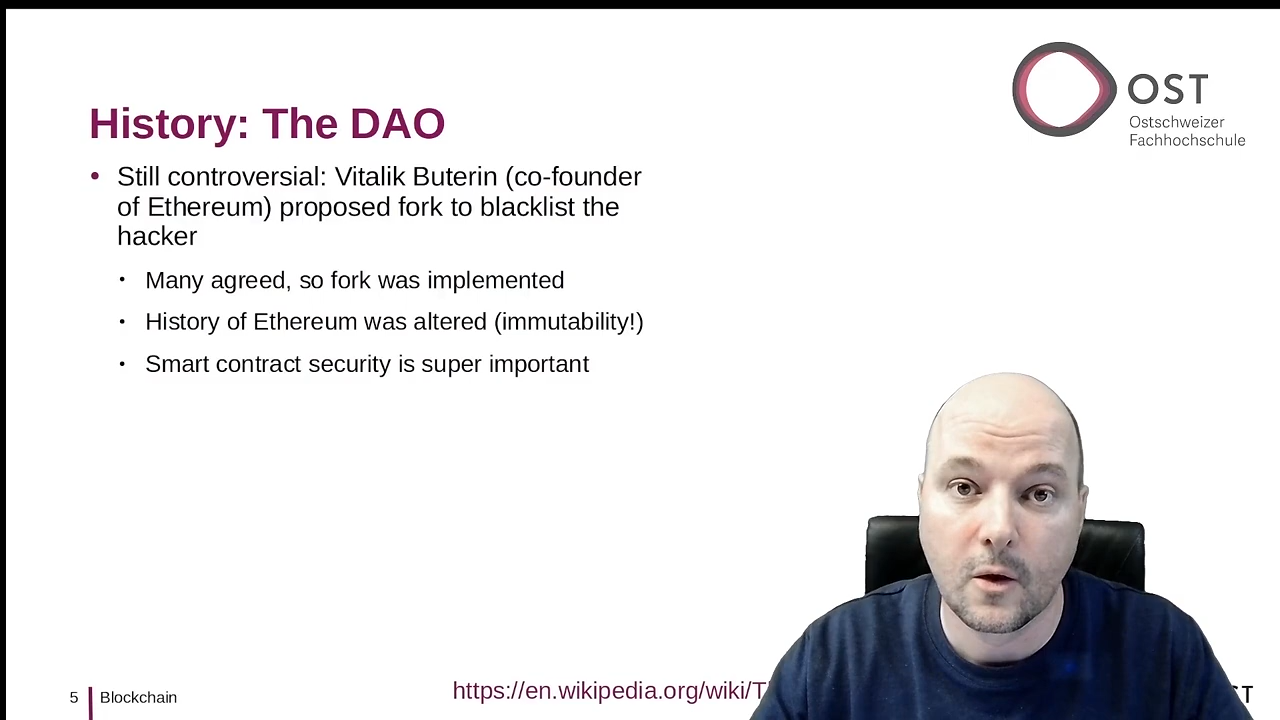 OST
Ostschweizer
Fachhochschule
History: The DAO
• Still controversial: Vitalik Buterin (co-founder
of Ethereum) proposed fork to blacklist the
hacker
• Many agreed, so fork was implemented
• History of Ethereum was altered (immutability!)
• Smart contract security is super important
5 Blockchain
https://en.wikipedia.org/wiki/T